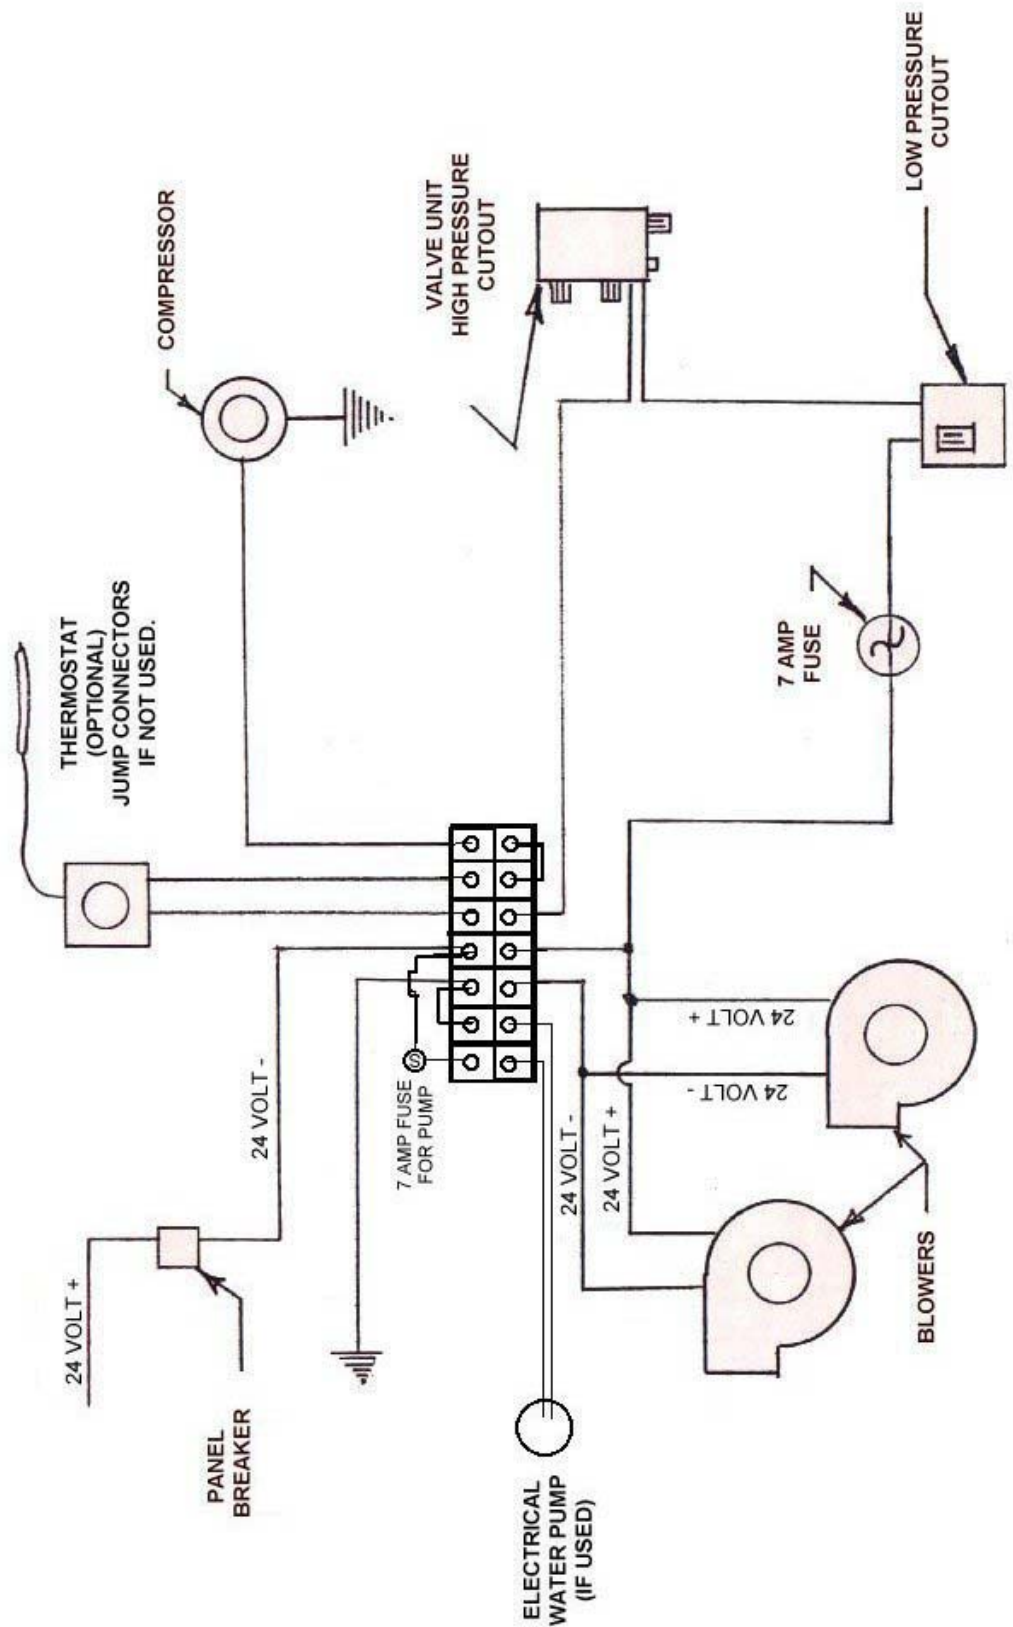 24 VOLT +
PANEL
BREAKER
24 VOLT -
THERMOSTAT
(OPTIONAL)
JUMP CONNECTORS
IF NOT USED.
COMPRESSOR
7 AMP FUSE
FOR PUMP
S
VALVE UNIT
HIGH PRESSURE
CUTOUT
ELECTRICAL
WATER PUMP
(IF USED)
24 VOLT -
24 VOLT +
24 VOLT -
24 VOLT +
7 AMP
FUSE
BLOWERS
LOW PRESSURE
CUTOUT